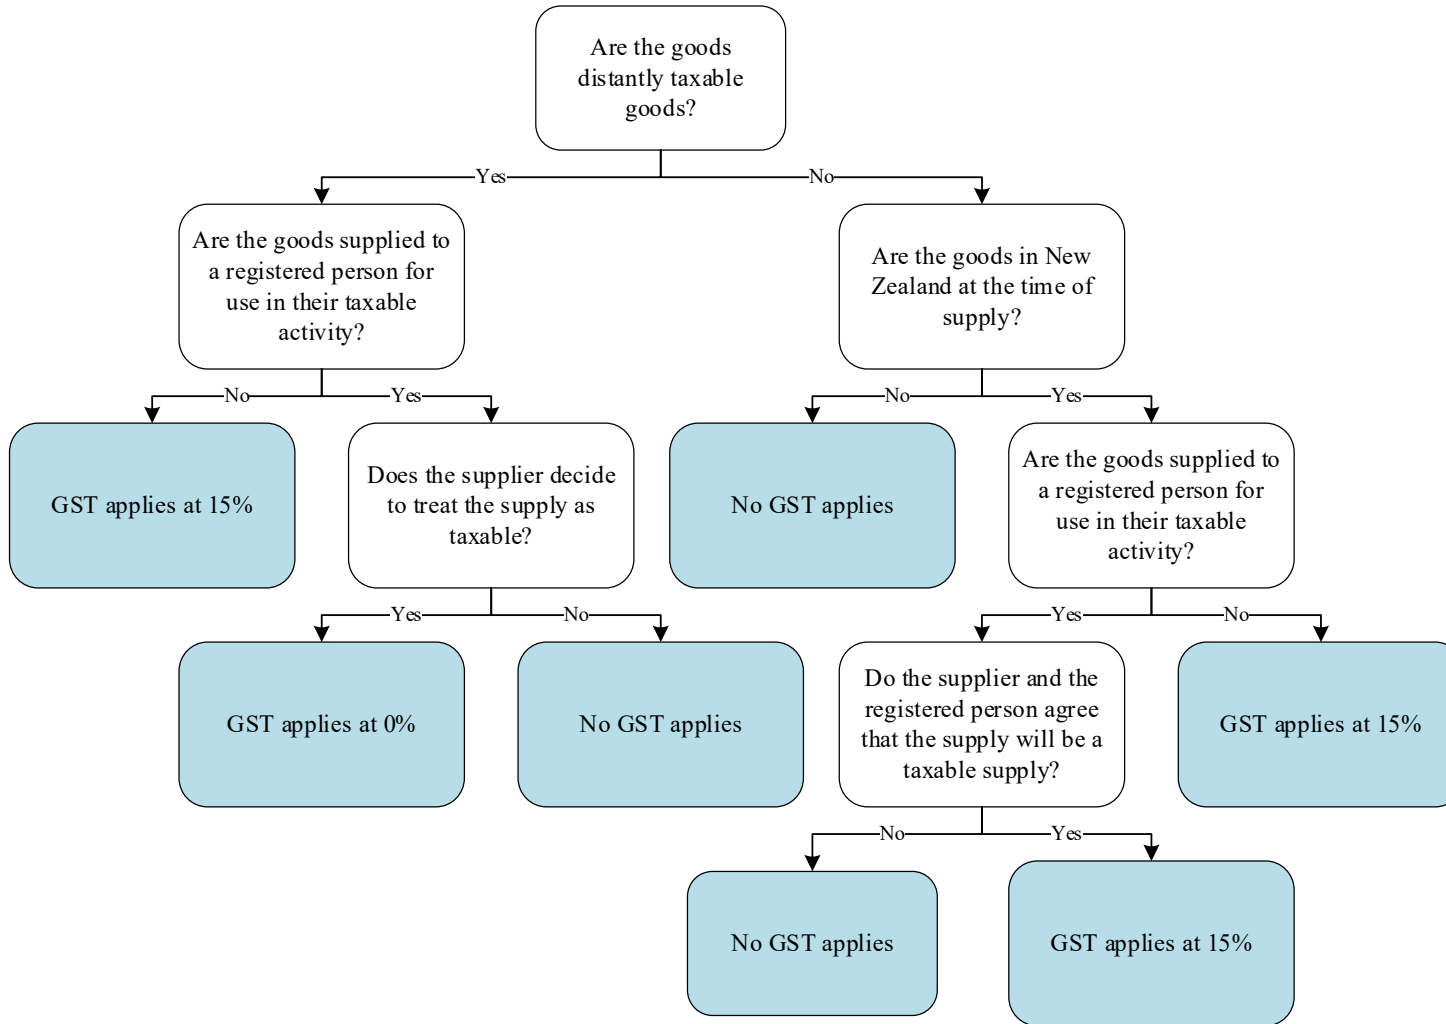 Are the goods
distantly taxable
goods?
Yes
No
Are the goods supplied to
a registered person for
use in their taxable
activity?
Are the goods in New
Zealand at the time of
supply?
No
Yes
No
Yes
GST applies at 15%
Does the supplier decide
to treat the supply as
taxable?
No GST applies
Are the goods supplied to
a registered person for
use in their taxable
activity?
Yes
No
Yes
No
GST applies at 0%
No GST applies
Do the supplier and the
registered person agree
that the supply will be a
taxable supply?
GST applies at 15%
No
Yes
No GST applies
GST applies at 15%